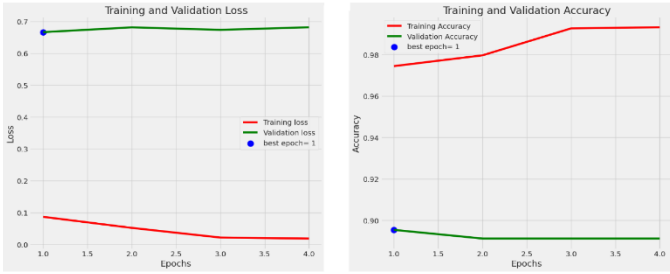 Training and Validation Loss
0.7
0.6
0.5
0.4
0.3
0.2
0.1
0.0
Loss
Training loss
Validation loss
best epoch= 1
1.0 1.5 2.0 2.5 3.0 3.5 4.0
Epochs
Training and Validation Accuracy
Training Accuracy
Validation Accuracy
best epoch= 1
0.98
0.96
0.94
0.92
0.90
Accuracy
1.0 1.5 2.0 2.5 3.0 3.5 4.0
Epochs